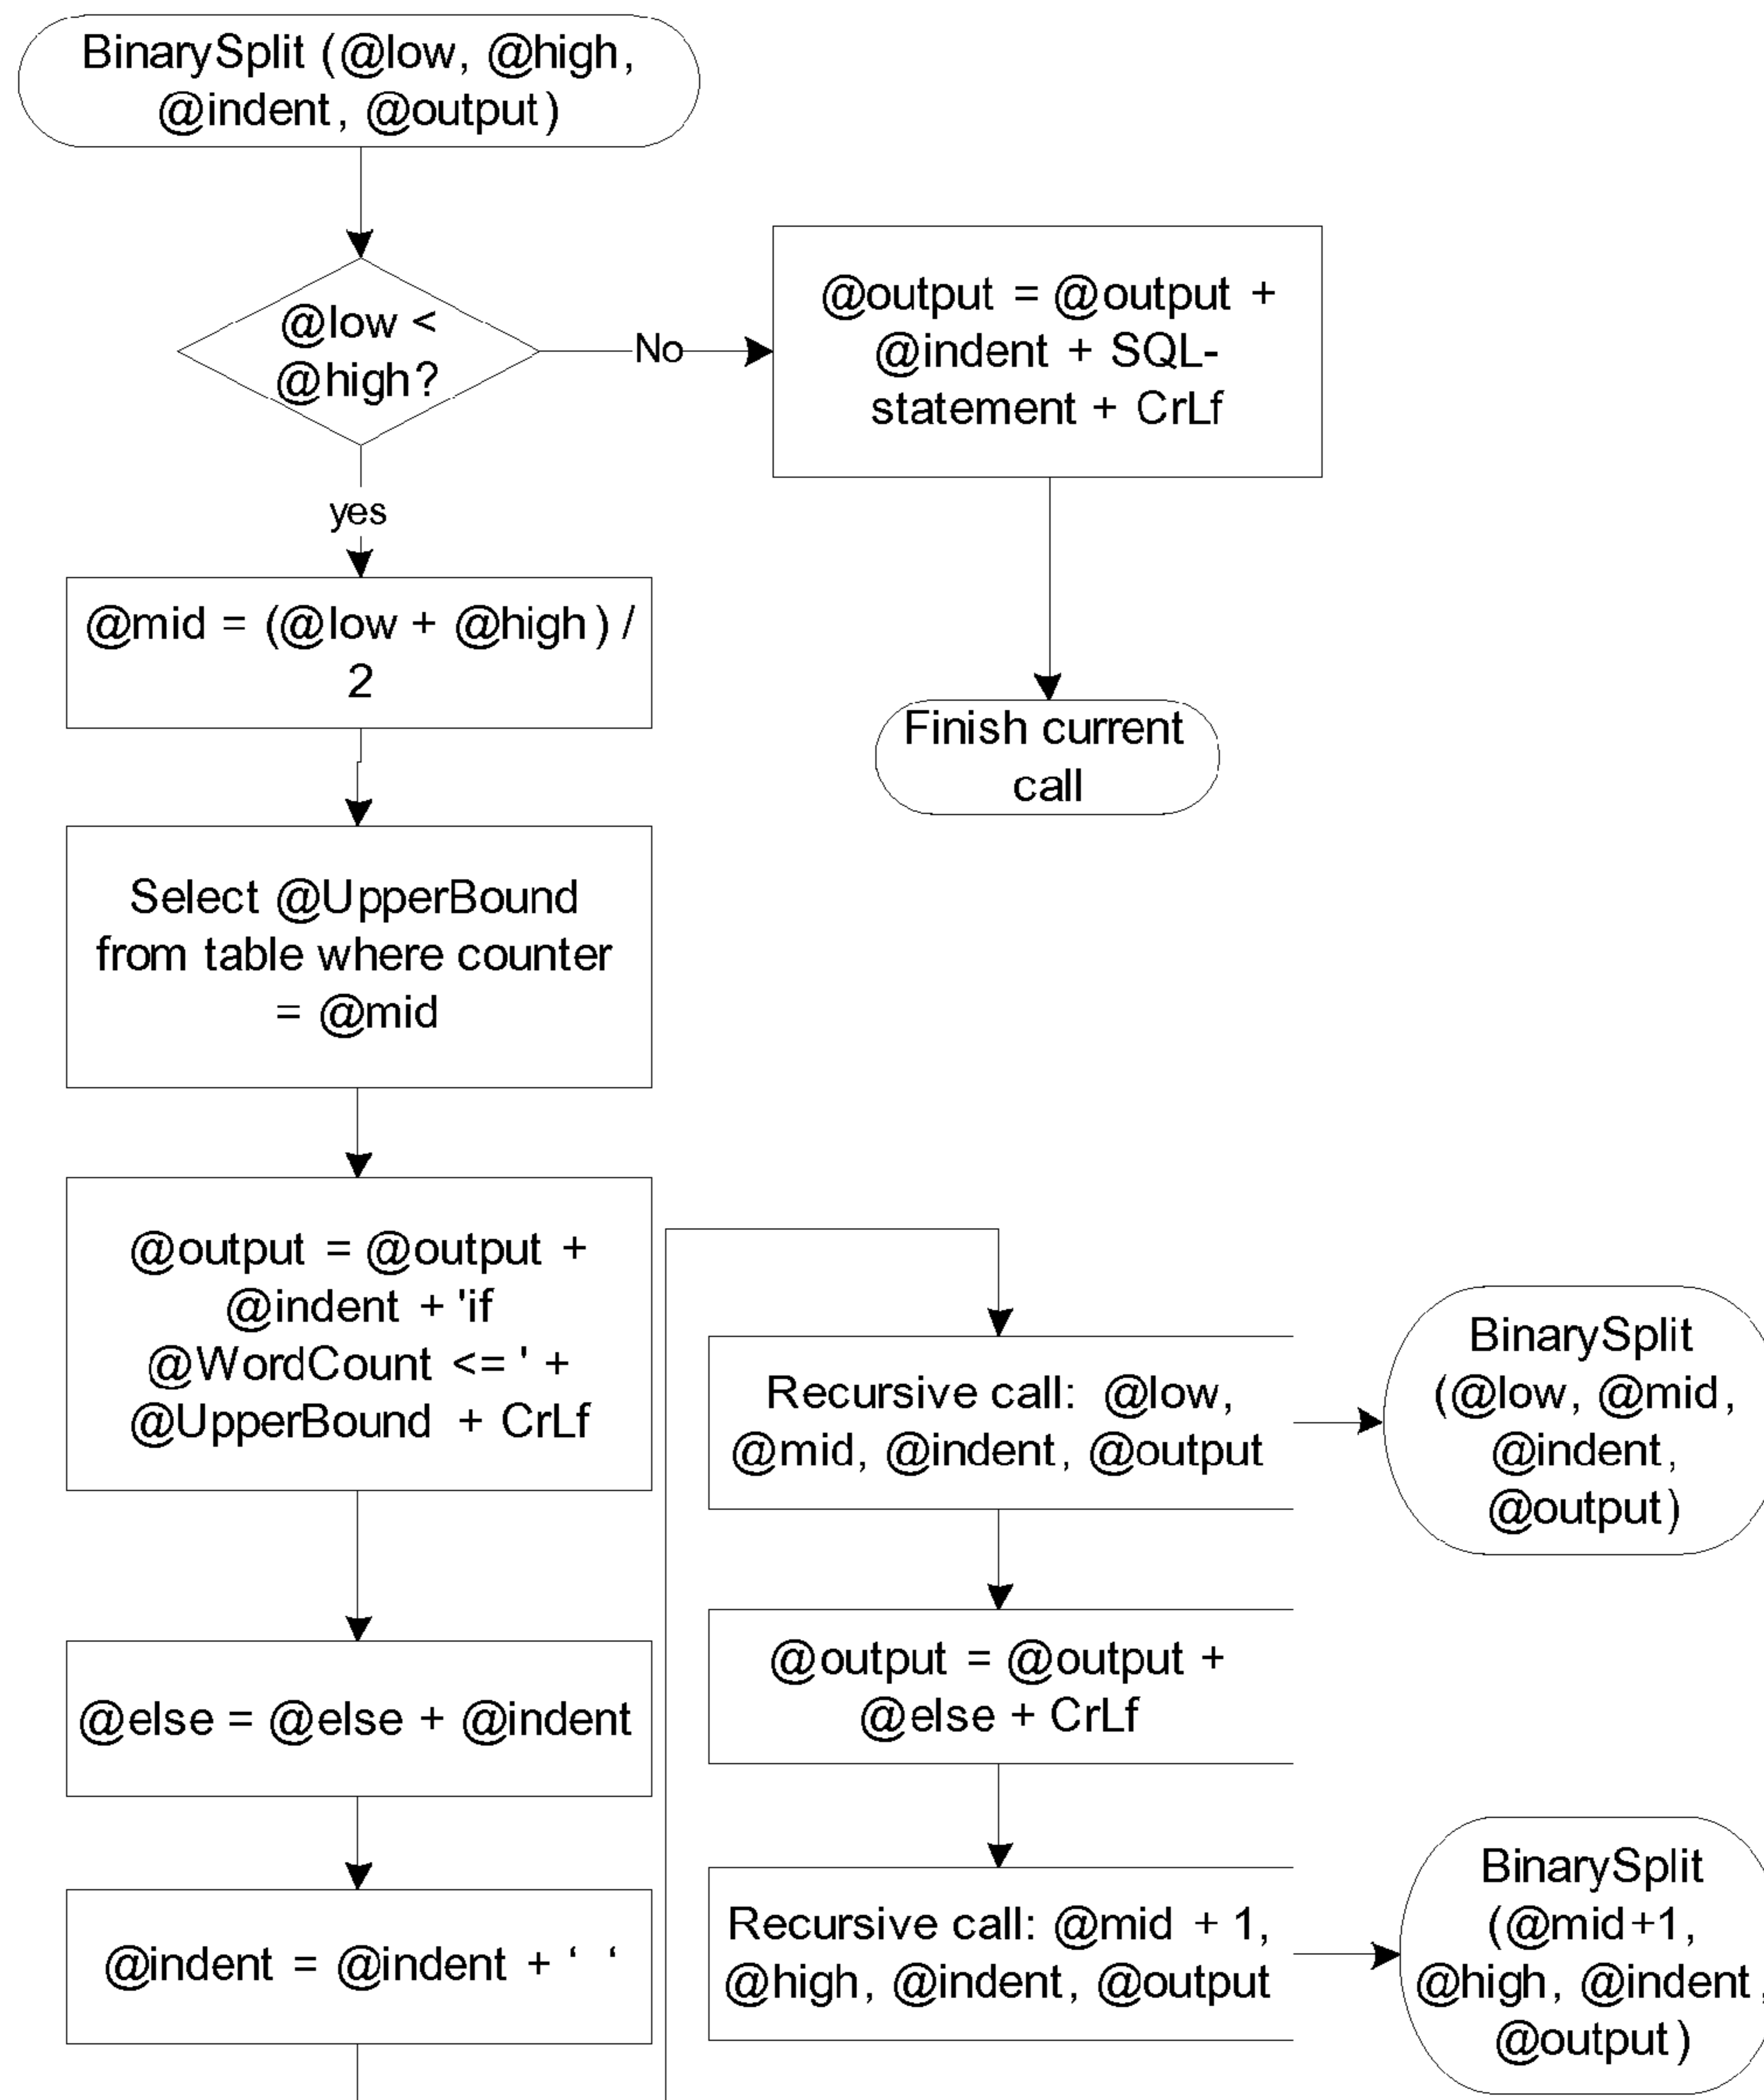 BinarySplit (@low, @high,
@indent, @output)
@low <
@high?
No
@output = @output +
@indent + SQL-
statement + CrLf
yes
@mid = (@low + @high) /
2
Finish current
call
Select @UpperBound
from table where counter
= @mid
@output = @output +
@indent + 'if
@WordCount <= ' +
@UpperBound + CrLf
@else = @else + @indent
@indent = @indent + ‘ ‘
Recursive call: @low,
@mid, @indent, @output
BinarySplit
(@low, @mid,
@indent,
@output)
@output = @output +
@else + CrLf
Recursive call: @mid + 1,
@high, @indent, @output
BinarySplit
(@mid+1,
@high, @indent,
@output)